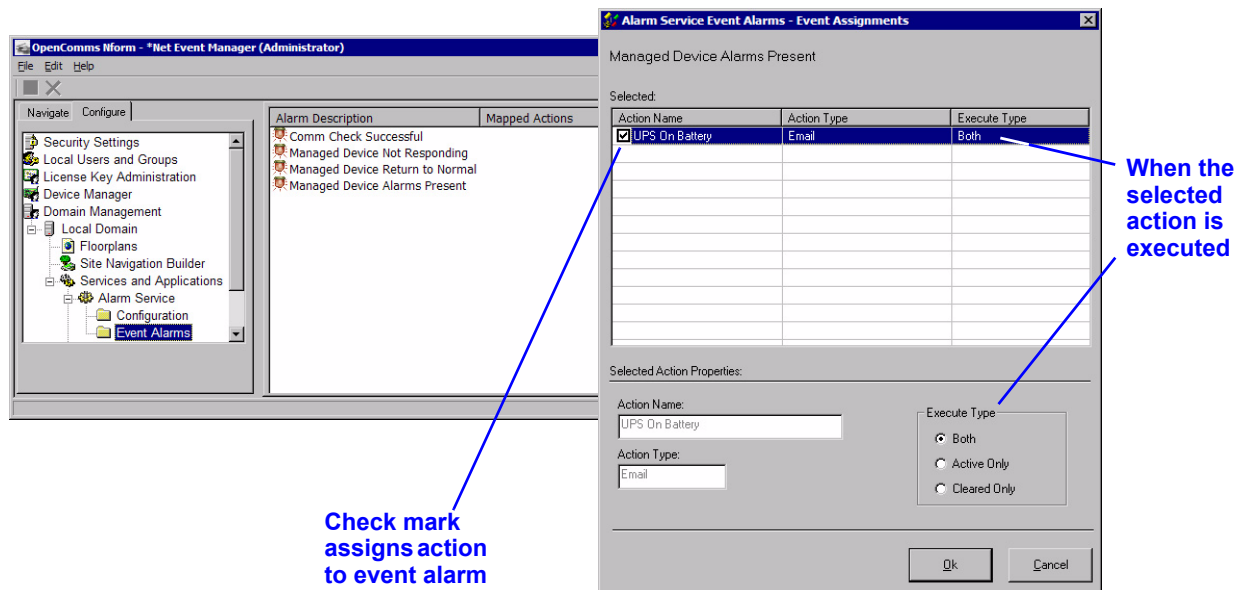 OpenComms Nform - *Net Event Manager (Administrator)
File Edit Help
Navigate Configure
Security Settings
Local Users and Groups
License Key Administration
Device Manager
Domain Management
Local Domain
Floorplans
Site Navigation Builder
Services and Applications
Alarm Service
Configuration
Event Alarms
Alarm Description Mapped Actions
Comm Check Successful
Managed Device Not Responding
Managed Device Return to Normal
Managed Device Alarms Present
Alarm Service Event Alarms - Event Assignments
Managed Device Alarms Present
Selected:
Action Name Action Type Execute Type
UPS On Battery Email Both
Selected Action Properties:
Action Name:
UPS On Battery
Action Type:
Email
Execute Type
Both
Active Only
Cleared Only
Ok Cancel
When the
selected
action is
executed
Check mark
assigns action
to event alarm